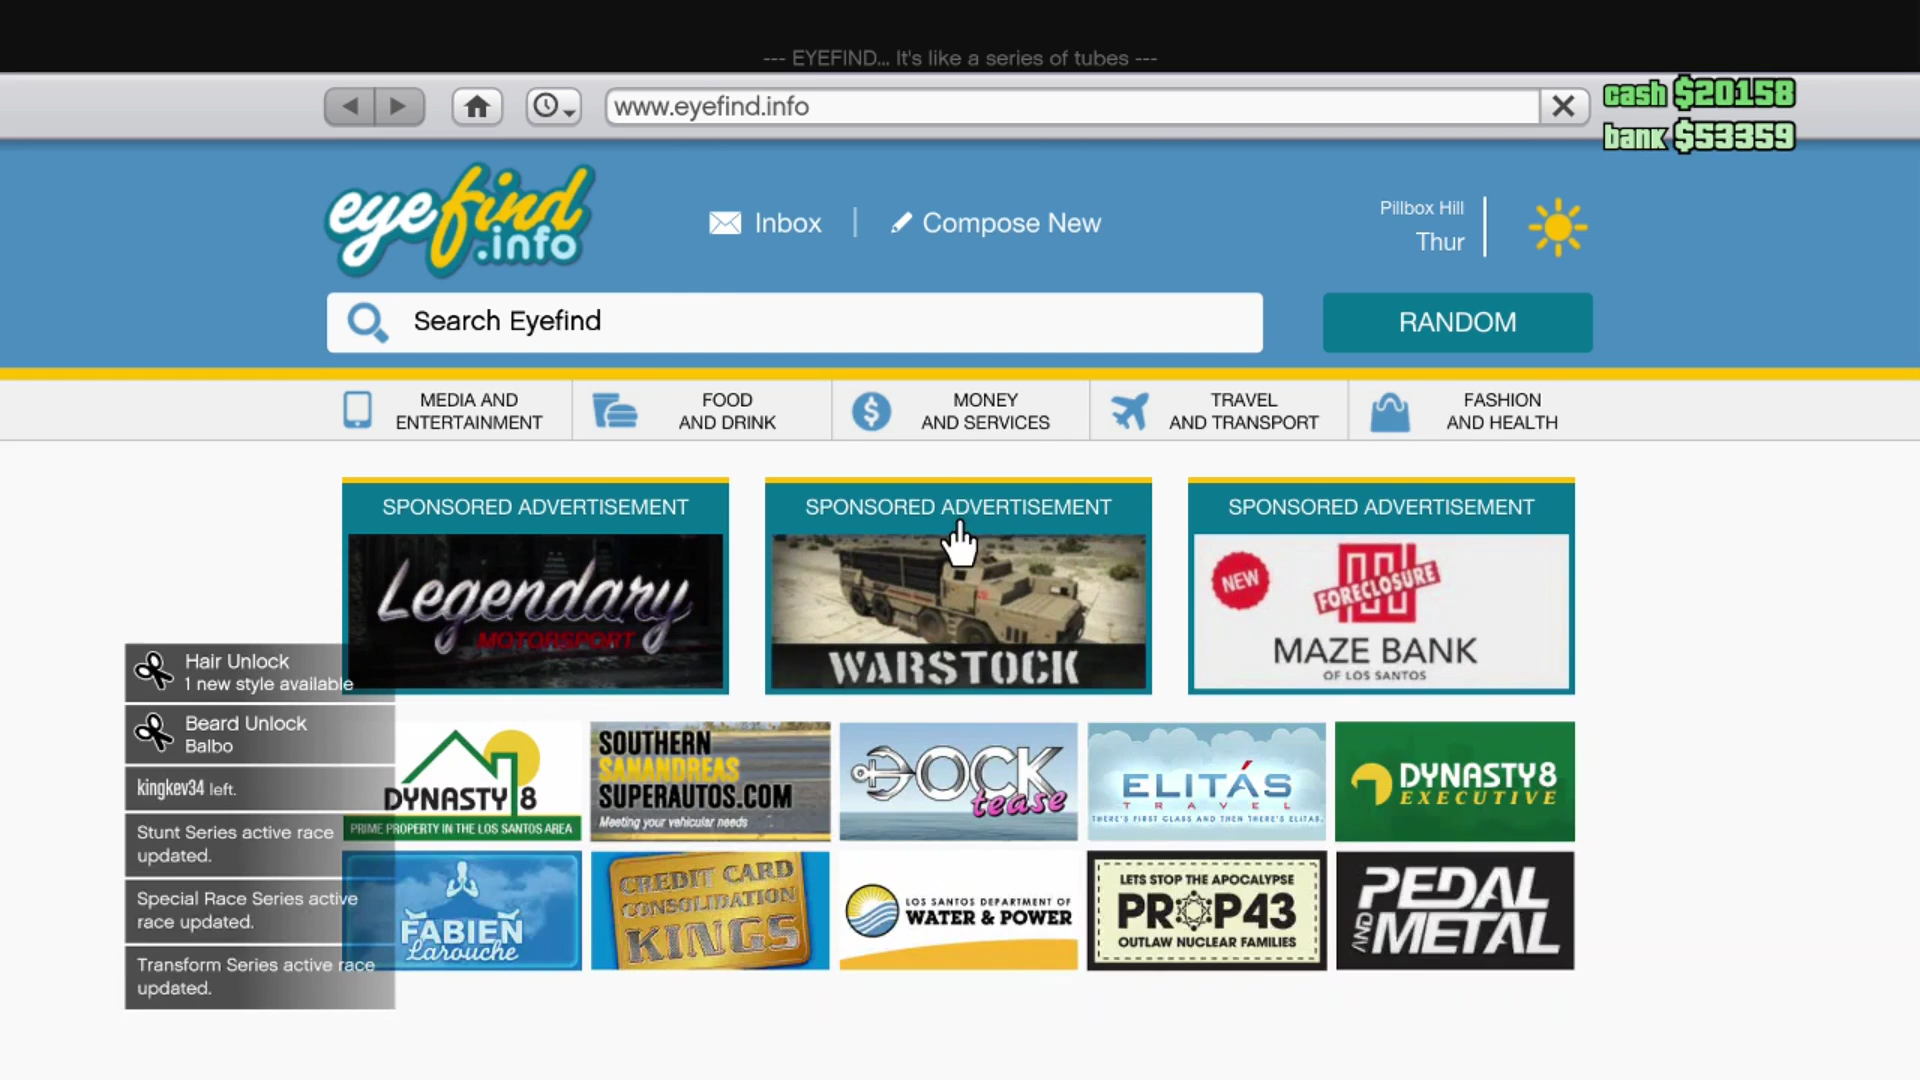 --- EYEFIND... It's like a series of tubes ---
www.eyefind.info
cash $20158
bank $53359
eyefind
.info
Inbox
Compose New
Pillbox Hill
Thur
Search Eyefind
RANDOM
MEDIA AND
ENTERTAINMENT
FOOD
AND DRINK
MONEY
AND SERVICES
TRAVEL
AND TRANSPORT
FASHION
AND HEALTH
SPONSORED ADVERTISEMENT
Legendary
MOTORSPORT
SPONSORED ADVERTISEMENT
WARSTOCK
SPONSORED ADVERTISEMENT
NEW
FORECLOSURE
MAZE BANK
OF LOS SANTOS
Hair Unlock
1 new style available
Beard Unlock
Balbo
kingkev34 left.
Stunt Series active race
updated.
Special Race Series active
race updated.
Transform Series active race
updated.
DYNASTY 8
PRIME PROPERTY IN THE LOS SANTOS AREA
SOUTHERN
SANANDREAS
SUPERAUTOS.COM
Meeting your vehicular needs
DOCK
tease
ELITÁS
TRAVEL
THERE'S FIRST CLASS AND THEN THERE'S ELITAS.
DYNASTY8
EXECUTIVE
FABIEN
Larouche
CREDIT CARD
CONSOLIDATION
KINGS
LOS SANTOS DEPARTMENT OF
WATER & POWER
LETS STOP THE APOCALYPSE
PROP43
OUTLAW NUCLEAR FAMILIES
PEDAL
AND METAL